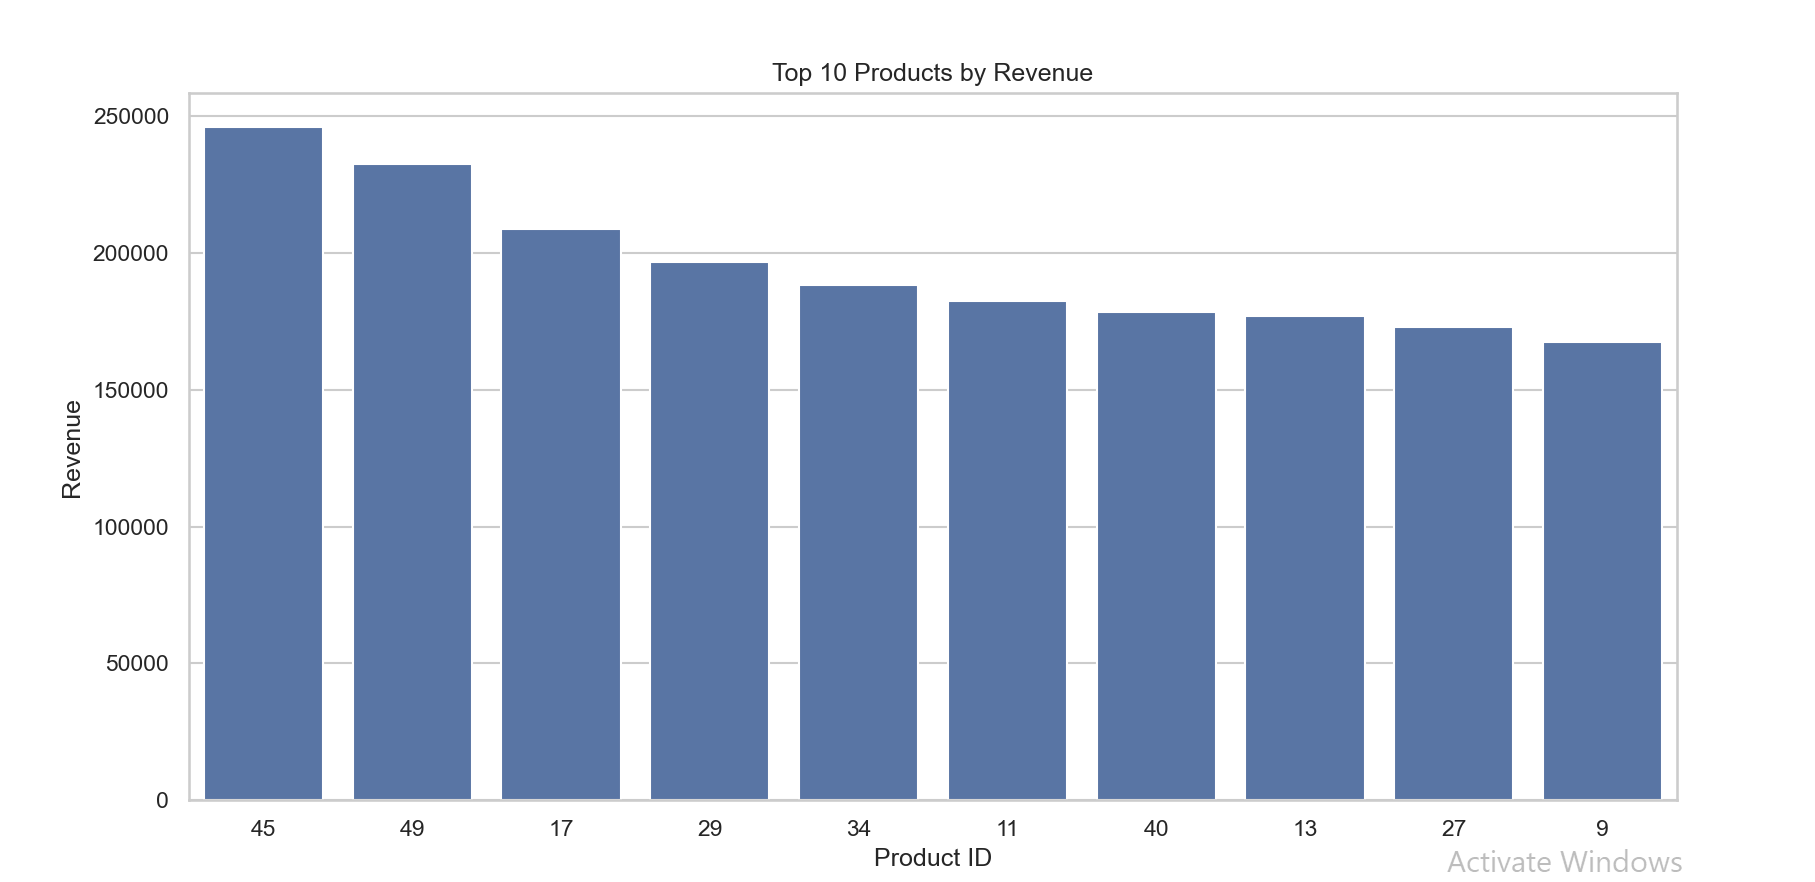 Top 10 Products by Revenue
250000
200000
150000
100000
50000
0
Revenue
45 49 17 29 34 11 40 13 27 9
Product ID
Activate Windows